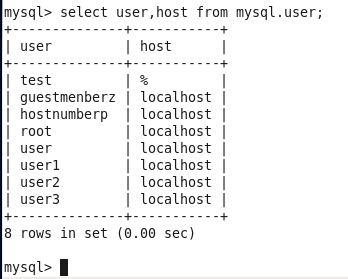 mysql> select user,host from mysql.user;
+--------------+-----------+
| user         | host      |
+--------------+-----------+
| test         | %         |
| guestmenberz | localhost |
| hostnumberp  | localhost |
| root         | localhost |
| user         | localhost |
| user1        | localhost |
| user2        | localhost |
| user3        | localhost |
+--------------+-----------+
8 rows in set (0.00 sec)
mysql>